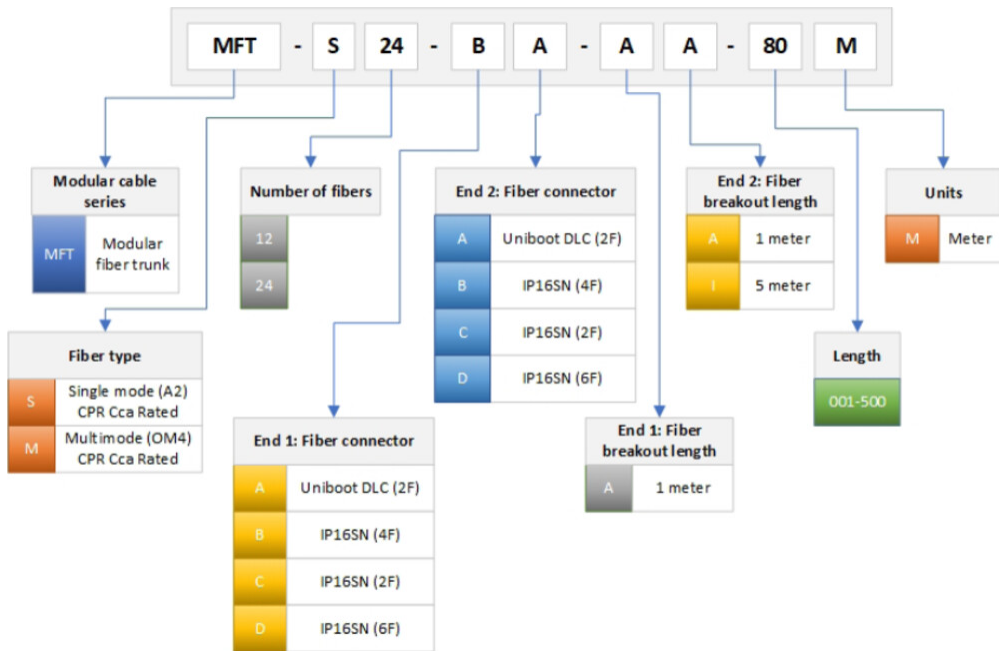 MFT - S 24 - B A - A A - 80 M
Modular cable
series
MFT
Modular
fiber trunk
Number of fibers
12
24
End 2: Fiber connector
A Uniboot DLC (2F)
B IP16SN (4F)
C IP16SN (2F)
D IP16SN (6F)
End 2: Fiber
breakout length
A 1 meter
I 5 meter
Units
M Meter
Fiber type
S
Single mode (A2)
CPR Cca Rated
M
Multimode (OM4)
CPR Cca Rated
End 1: Fiber connector
A Uniboot DLC (2F)
B IP16SN (4F)
C IP16SN (2F)
D IP16SN (6F)
End 1: Fiber
breakout length
A 1 meter
Length
001-500